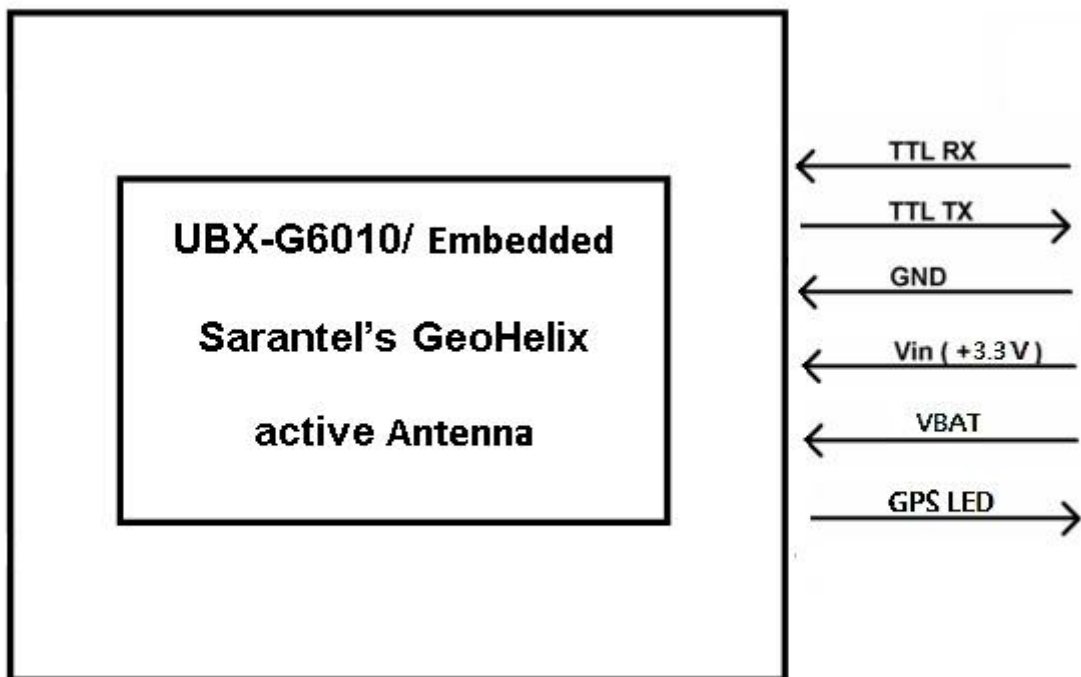 UBX-G6010/ Embedded
Sarantel's GeoHelix
active Antenna
TTL RX
TTL TX
GND
Vin ( +3.3 V )
VBAT
GPS LED